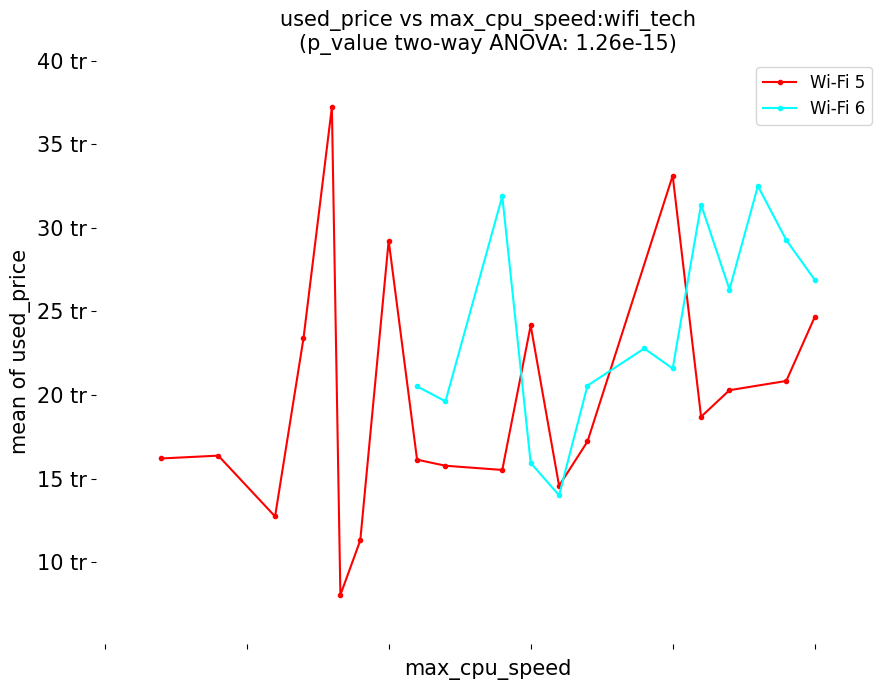 used_price vs max_cpu_speed:wifi_tech
(p_value two-way ANOVA: 1.26e-15)
40 tr
35 tr
30 tr
25 tr
20 tr
15 tr
10 tr
mean of used_price
Wi-Fi 5
Wi-Fi 6
max_cpu_speed